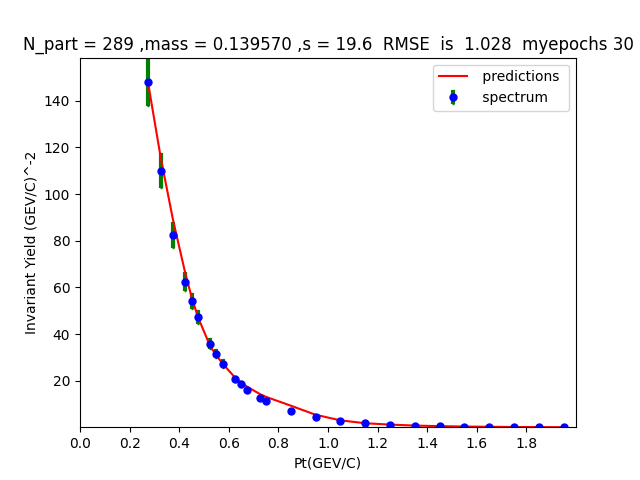 N_part = 289 ,mass = 0.139570 ,s = 19.6  RMSE  is  1.028  myepochs 30
predictions
spectrum
Invariant Yield (GEV/C)^-2
140
120
100
80
60
40
20
0.0 0.2 0.4 0.6 0.8 1.0 1.2 1.4 1.6 1.8
Pt(GEV/C)